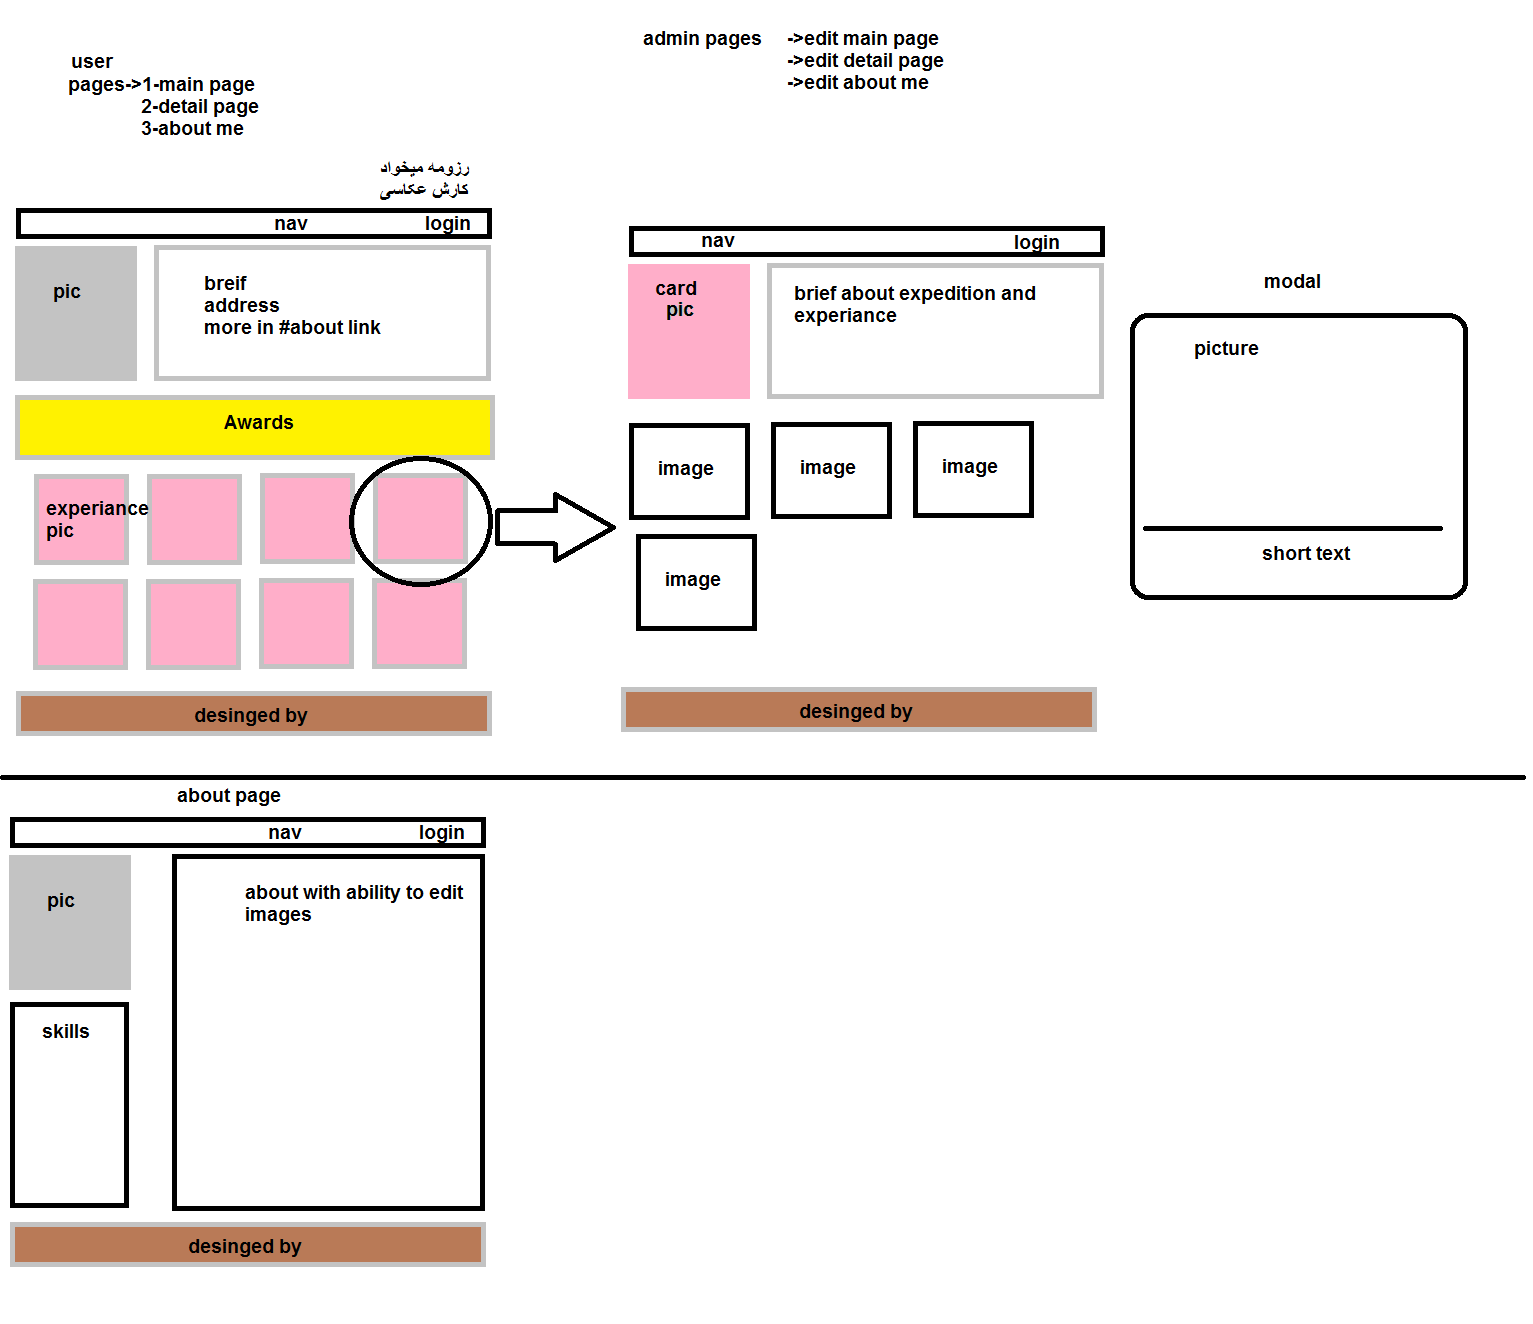 user
pages->1-main page
2-detail page
3-about me
admin pages ->edit main page
->edit detail page
->edit about me
رزومه میخواد
کارش عکاسی
nav login
pic
breif
address
more in #about link
Awards
experiance
pic
desinged by
nav login
card
pic
brief about expedition and
experiance
image image image
image
desinged by
modal
picture
short text
about page
nav login
pic
about with ability to edit
images
skills
desinged by